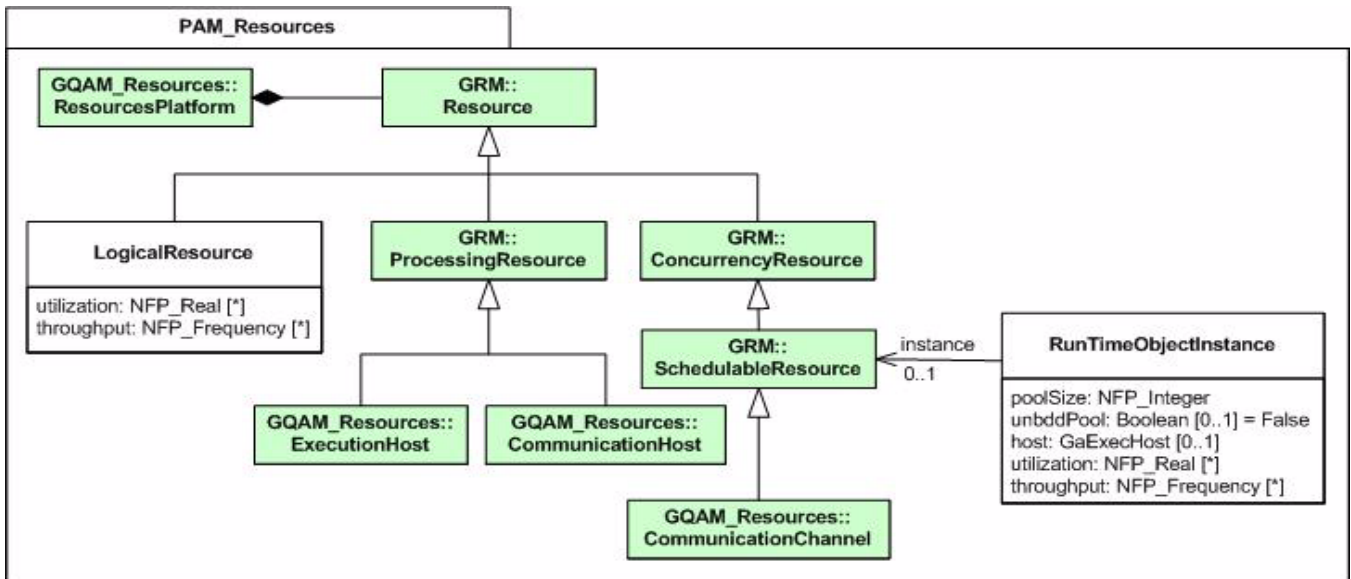 PAM_Resources
GQAM_Resources::
ResourcesPlatform
GRM::
Resource
LogicalResource
utilization: NFP_Real [*]
throughput: NFP_Frequency [*]
GRM::
ProcessingResource
GRM::
ConcurrencyResource
GRM::
SchedulableResource
instance
0..1
RunTimeObjectInstance
poolSize: NFP_Integer
unbddPool: Boolean [0..1] = False
host: GaExecHost [0..1]
utilization: NFP_Real [*]
throughput: NFP_Frequency [*]
GQAM_Resources::
ExecutionHost
GQAM_Resources::
CommunicationHost
GQAM_Resources::
CommunicationChannel